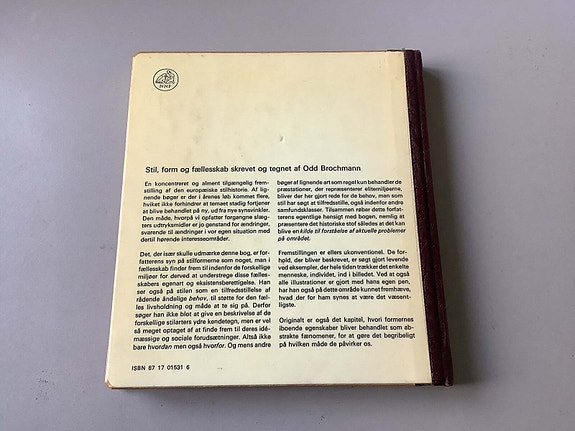 Stil, form og fællesskab skrevet og tegnet af Odd Brochmann
En koncentreret og alment tilgængelig frem-
stilling af den europæiske stilhistorie. Af lig-
nende bøger er der i årenes løb kommet flere,
hvilket ikke forhindrer at temaet stadig fortjener
at blive behandlet på ny, ud fra nye synsvinkler.
Den måde, hvorpå vi opfatter forgangne slæg-
ters udtryksmidler er jo genstand for ændringer,
svarende til ændringer i vor egen situation med
dertil hørende interesseområder.
Det, der især skulle udmærke denne bog, er for-
fatterens syn på stilformerne som noget, man i
fællesskab finder frem til indenfor de forskellige
miljøer for derved at understrege disse fælles-
skabers egenart og eksistensberettigelse. Han
ser også på stilen som en tilfredsstillelse af
rådende åndelige behov, til støtte for den fæl-
les livsholdning og måde at te sig på. Derfor
søger han ikke blot at give en beskrivelse af de
forskellige stilarters ydre kendetegn, men er vel
så meget optaget af at finde frem til deres idé-
mæssige og sociale forudsætninger. Altså ikke
bare hvordan men også hvorfor. Og mens andre
bøger af lignende art som regel kun behandler de
præstationer, der repræsenterer elitemiljøerne,
bliver der her gjort rede for de behov, man som
stil har søgt at tilfredsstille, også indenfor andre
samfundsklasser. Tilsammen røber dette forfat-
terens egentlige hensigt med bogen, nemlig at
præsentere det historiske stof således at det kan
blive en kilde til forståelse af aktuelle problemer
på området.
Fremstillingen er ellers ukonventionel. De for-
hold, der bliver beskrevet, er søgt gjort levende
ved eksempler, der hele tiden trækker det enkelte
menneske, individet, ind i billedet. Ved at også
alle illustrationer er gjort med hans egen pen,
har han også på dette område kunnet fremhæve,
hvad der for ham synes at være det væsent-
ligste.
Originalt er også det kapitel, hvori formernes
iboende egenskaber bliver behandlet som ab-
strakte fænomener, for at gøre det begribeligt
på hvilken måde de påvirker os.
ISBN 87 17 01531 6